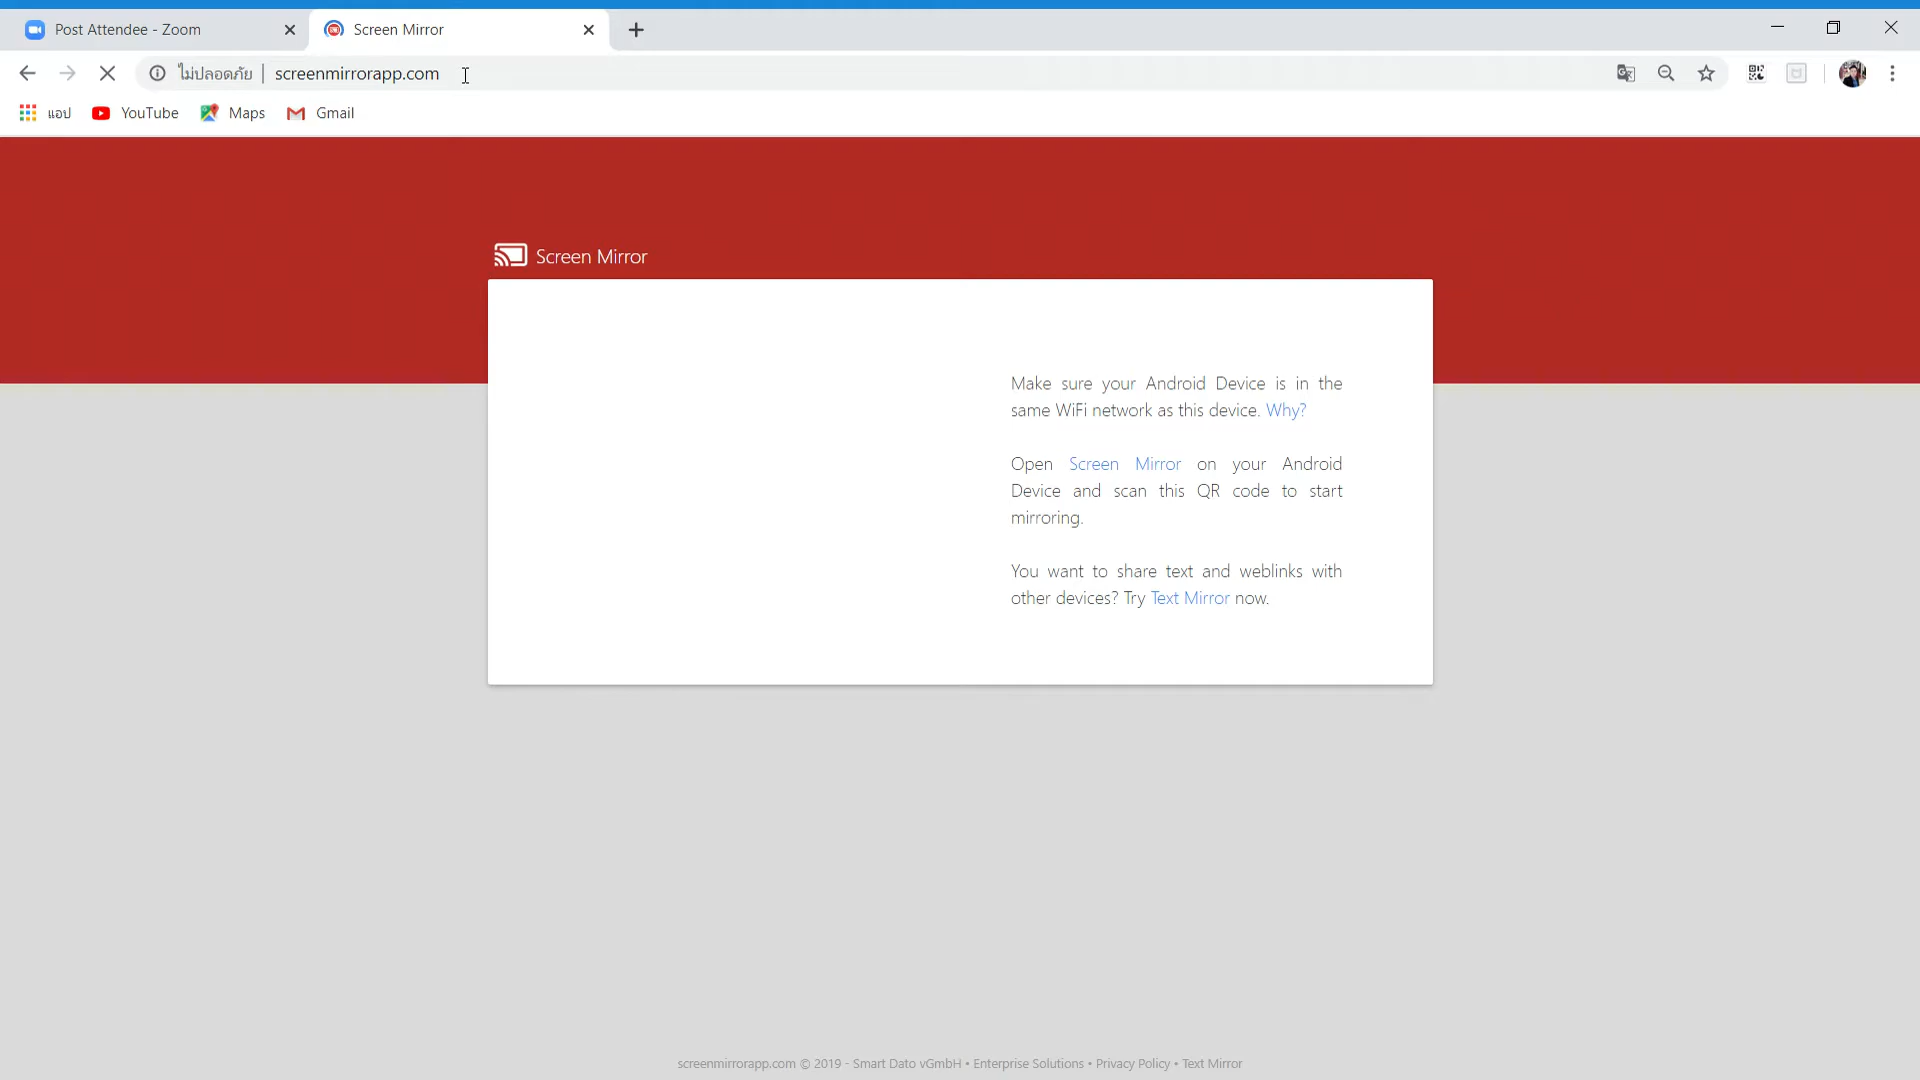 Post Attendee - Zoom
Screen Mirror
ไม่ปลอดภัย | screenmirrorapp.com
แอป YouTube Maps Gmail
Screen Mirror
Make sure your Android Device is in the
same WiFi network as this device. Why?
Open Screen Mirror on your Android
Device and scan this QR code to start
mirroring.
You want to share text and weblinks with
other devices? Try Text Mirror now.
screenmirrorapp.com © 2019 - Smart Dato vGmbH • Enterprise Solutions • Privacy Policy • Text Mirror